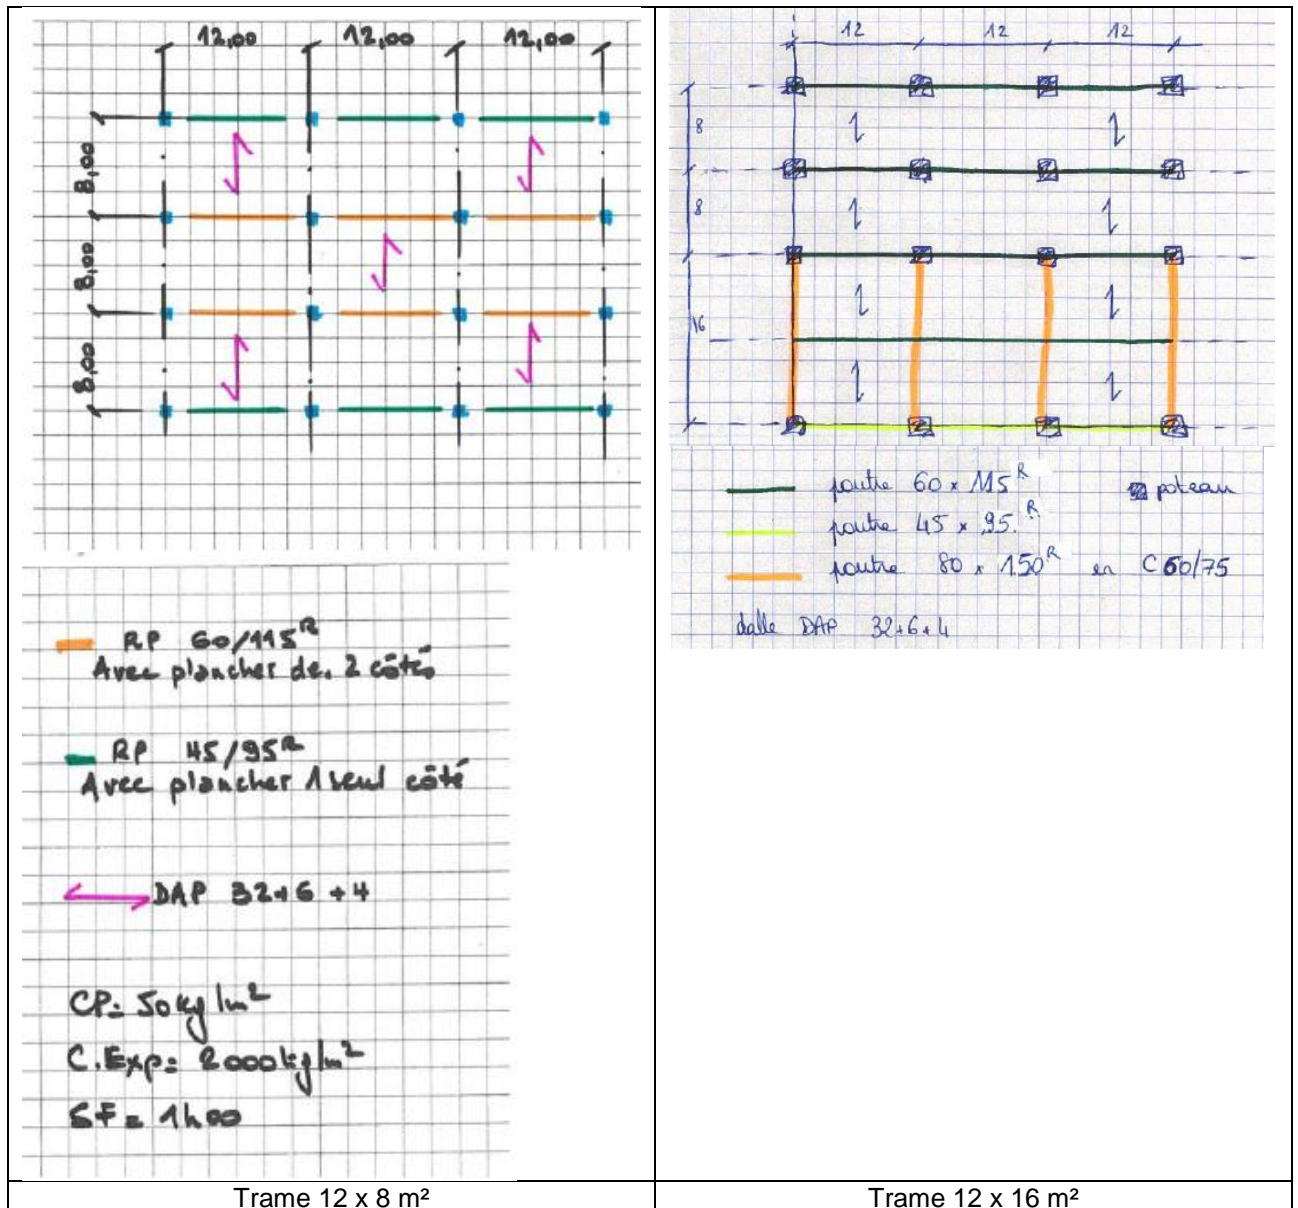 12,00 12,00 12,00
8,00
8,00
8,00
RP 60/115ᴿ
Avec plancher des 2 côtés
RP 45/95ᴿ
Avec plancher 1 seul côté
DAP 32+6+4
CP= 50kg/m²
C.Exp= 2000kg/m²
SF= 1h00
Trame 12 x 8 m²
12 12 12
8
8
16
poutre 60 x 115ᴿ poteau
poutre 45 x 95ᴿ
poutre 80 x 150ᴿ en C60/75
dalle DAP 32+6+4
Trame 12 x 16 m²